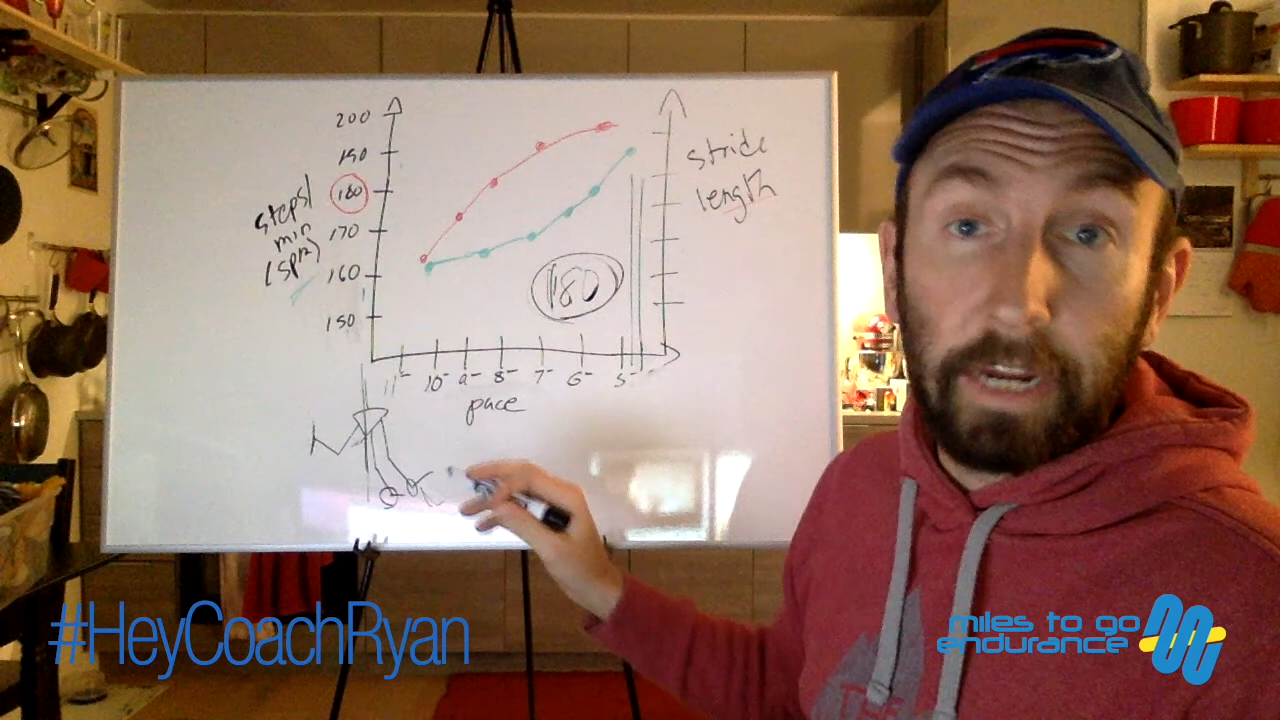 200
190
180
170
160
150
steps/
min
(spm)
stride
length
180
11- 10- 9- 8- 7- 6- 5-
pace
#HeyCoachRyan
miles to go
endurance